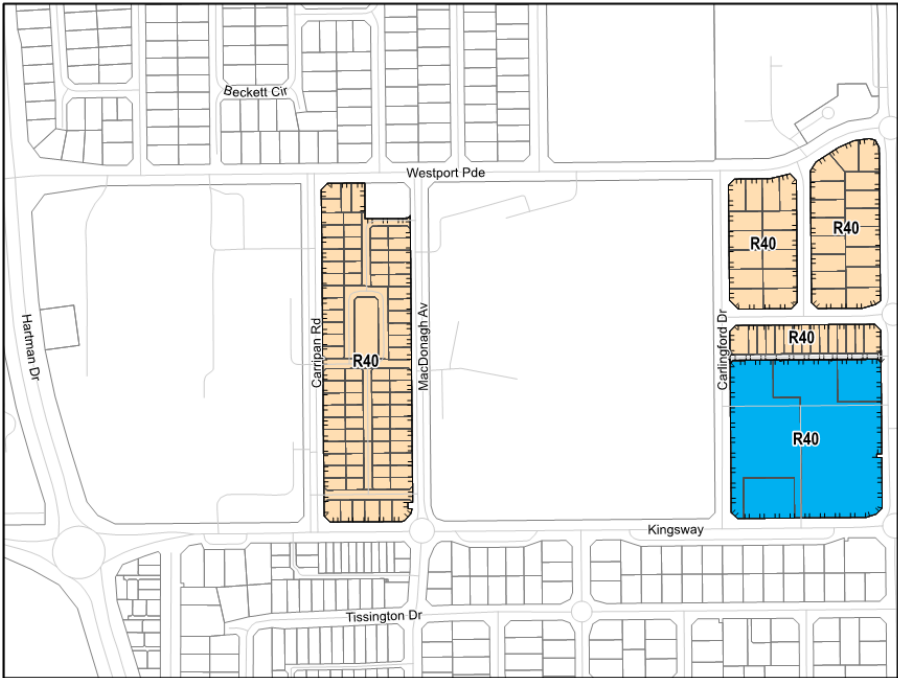 Beckett Cir
Westport Pde
R40
R40
Hartman Dr
Carripan Rd
MacDonagh Av
Carlingford Dr
R40
R40
R40
Kingsway
Tissington Dr